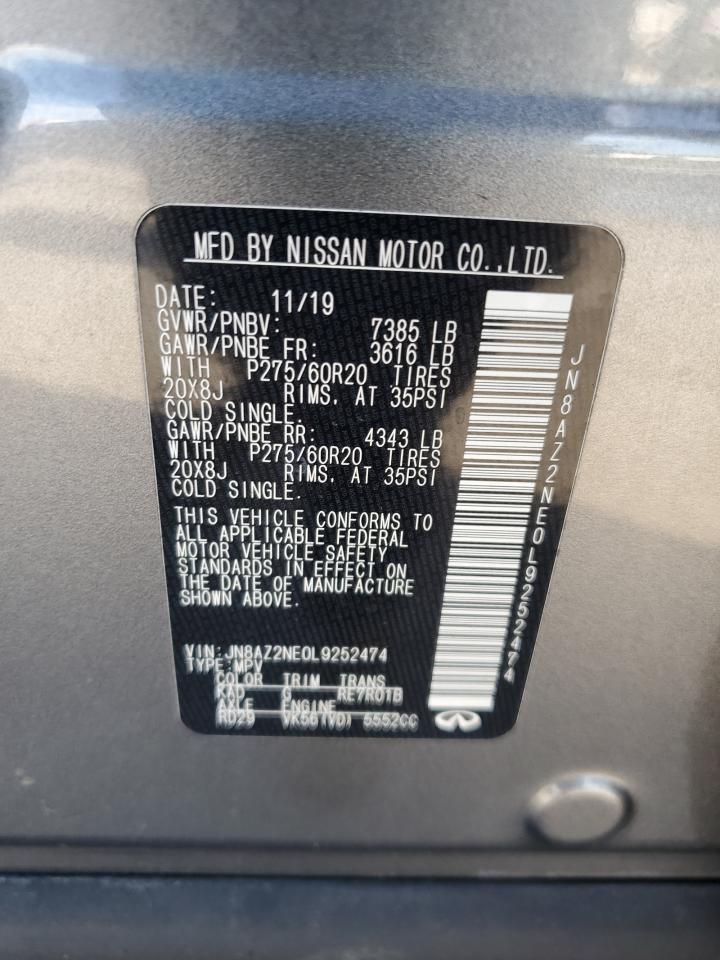 MFD BY NISSAN MOTOR CO.,LTD.
DATE: 11/19
GVWR/PNBV: 7385 LB
GAWR/PNBE FR: 3616 LB
WITH P275/60R20 TIRES
20X8J RIMS, AT 35PSI
COLD SINGLE.
GAWR/PNBE RR: 4343 LB
WITH P275/60R20 TIRES
20X8J RIMS, AT 35PSI
COLD SINGLE.
THIS VEHICLE CONFORMS TO
ALL APPLICABLE FEDERAL
MOTOR VEHICLE SAFETY
STANDARDS IN EFFECT ON
THE DATE OF MANUFACTURE
SHOWN ABOVE.
VIN:JN8AZ2NE0L9252474
TYPE:MPV
COLOR TRIM TRANS
KAD G RE7R01B
AXLE ENGINE
RD29 VK56(VD) 5552CC
JN8AZ2NE0L9252474